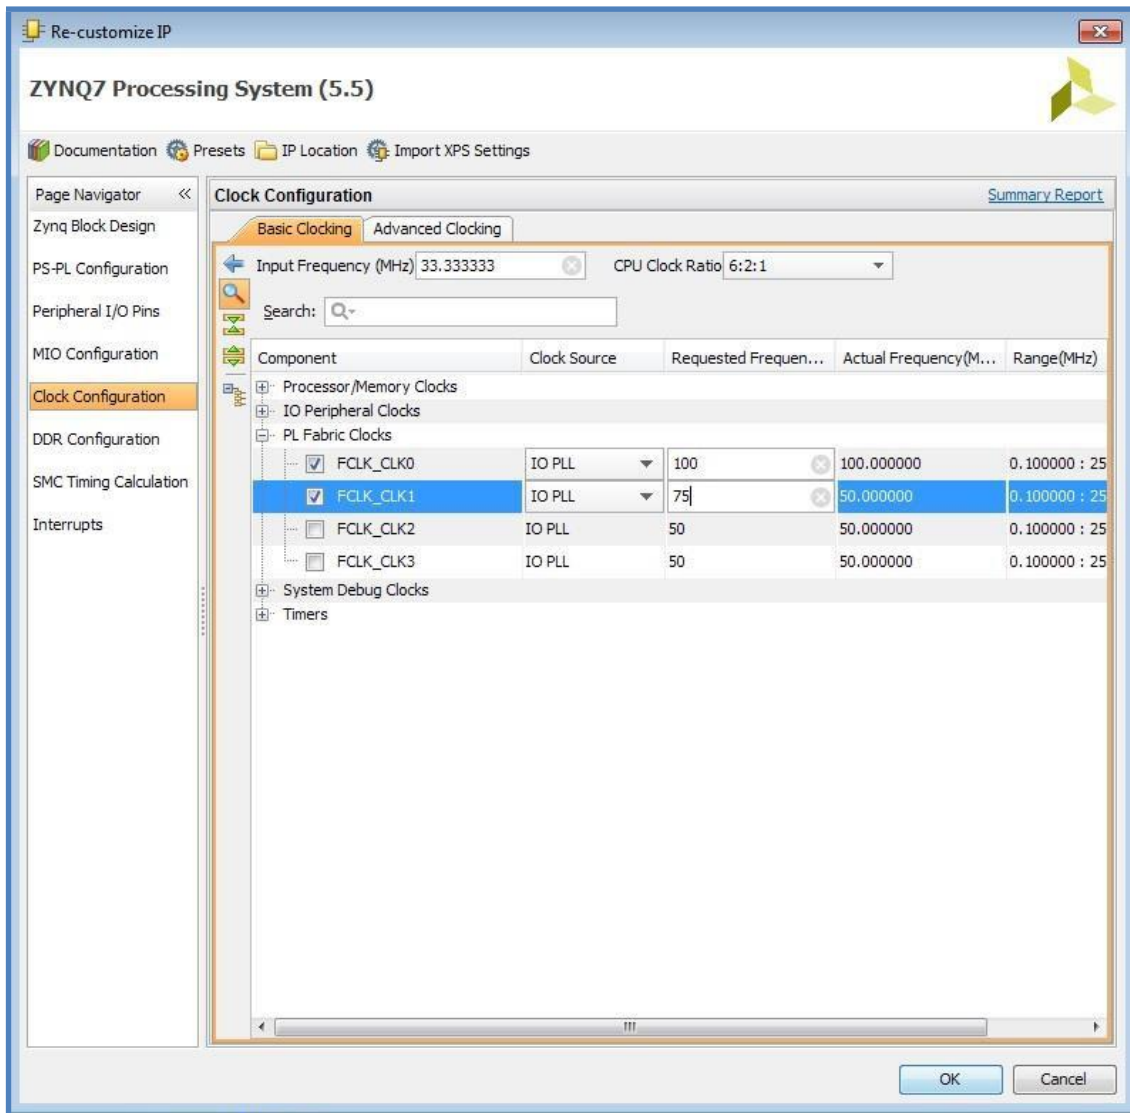 Re-customize IP
ZYNQ7 Processing System (5.5)
Documentation Presets IP Location Import XPS Settings
Page Navigator «
Zynq Block Design
PS-PL Configuration
Peripheral I/O Pins
MIO Configuration
Clock Configuration
DDR Configuration
SMC Timing Calculation
Interrupts
Clock Configuration Summary Report
Basic Clocking Advanced Clocking
Input Frequency (MHz) 33.333333 CPU Clock Ratio 6:2:1
Search:
Component Clock Source Requested Frequen... Actual Frequency(M... Range(MHz)
Processor/Memory Clocks
IO Peripheral Clocks
PL Fabric Clocks
FCLK_CLK0 IO PLL 100 100.000000 0.100000 : 25
FCLK_CLK1 IO PLL 75 50.000000 0.100000 : 25
FCLK_CLK2 IO PLL 50 50.000000 0.100000 : 25
FCLK_CLK3 IO PLL 50 50.000000 0.100000 : 25
System Debug Clocks
Timers
OK Cancel